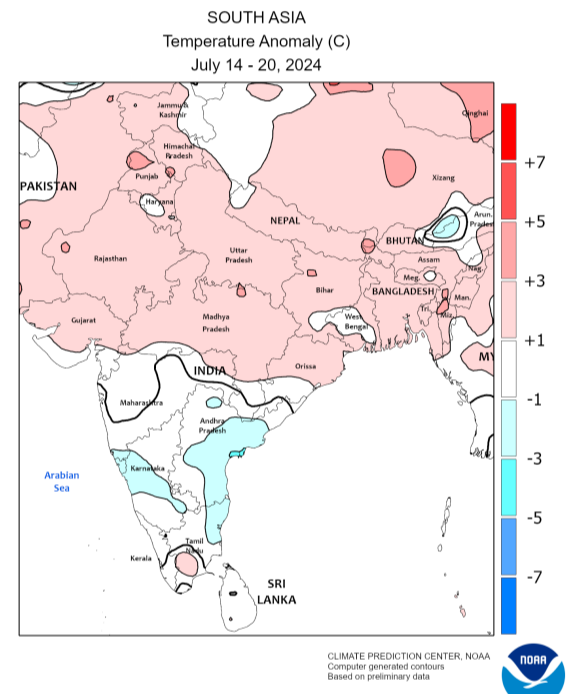 SOUTH ASIA
Temperature Anomaly (C)
July 14 - 20, 2024
Jammu &
Kashmir
Qinghai
Himachal
Pradesh
+7
Punjab
Xizang
PAKISTAN
Haryana
Arun.
Prades
NEPAL
+5
BHUTAN
Uttar
Pradesh
Rajasthan
Assam
Nag.
Meg.
+3
Bihar
BANGLADESH
Man.
Tri.
Miz.
Gujarat
Madhya
Pradesh
West
Bengal
+1
MY
Orissa
INDIA
-1
Maharashtra
Andhra
Pradesh
-3
Karnataka
Arabian
Sea
-5
Tamil
Nadu
Kerala
-7
SRI
LANKA
CLIMATE PREDICTION CENTER, NOAA
Computer generated contours
Based on preliminary data
NOAA